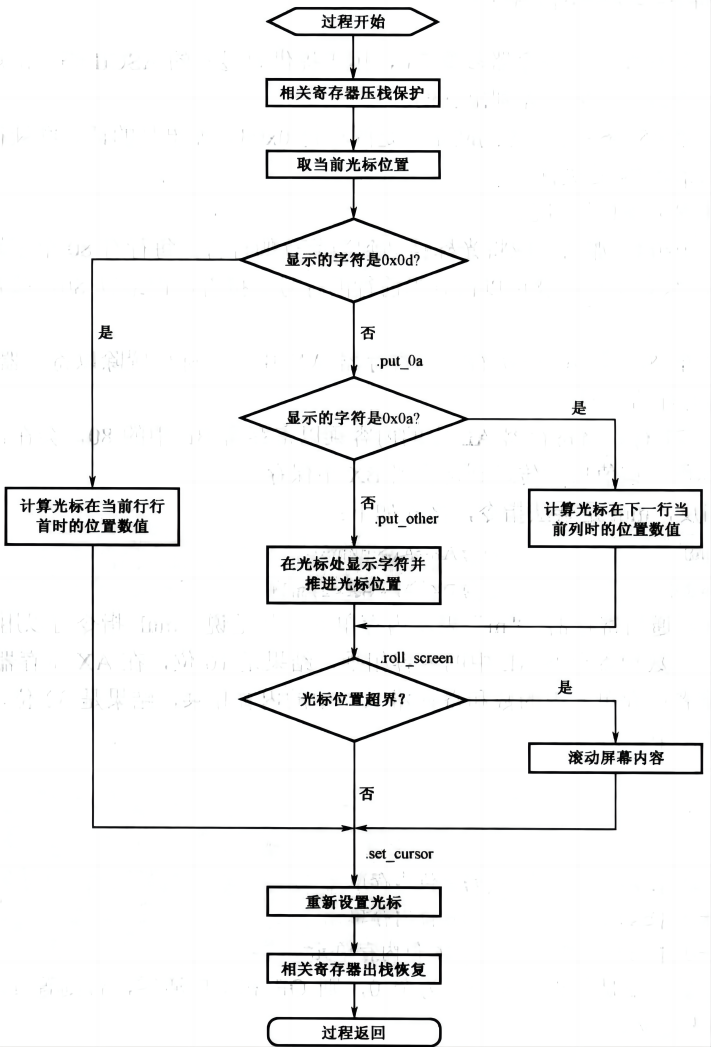 过程开始
相关寄存器压栈保护
取当前光标位置
显示的字符是0x0d?
是
否
.put_0a
显示的字符是0x0a?
是
计算光标在当前行行
首时的位置数值
否
.put_other
计算光标在下一行当
前列时的位置数值
在光标处显示字符并
推进光标位置
.roll_screen
光标位置超界？
是
滚动屏幕内容
否
.set_cursor
重新设置光标
相关寄存器出栈恢复
过程返回